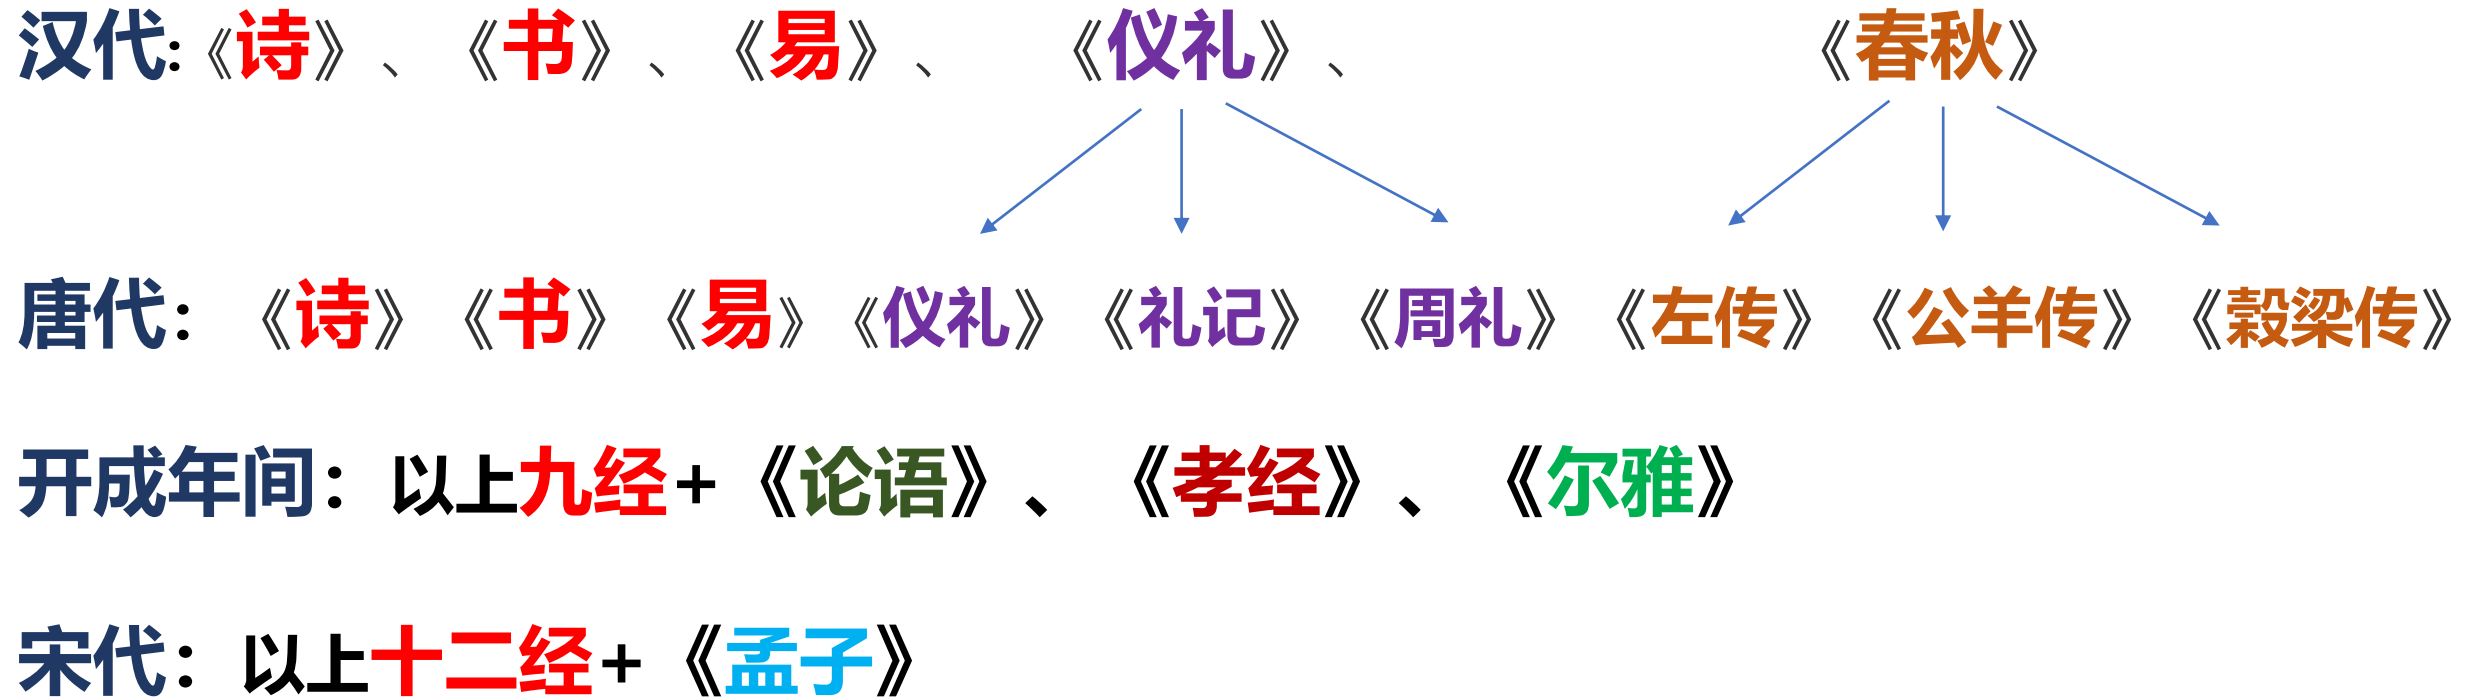 汉代:《诗》、《书》、《易》、《仪礼》、《春秋》
唐代:《诗》《书》《易》《仪礼》《礼记》《周礼》《左传》《公羊传》《榖梁传》
开成年间：以上九经+《论语》、《孝经》、《尔雅》
宋代：以上十二经+《孟子》